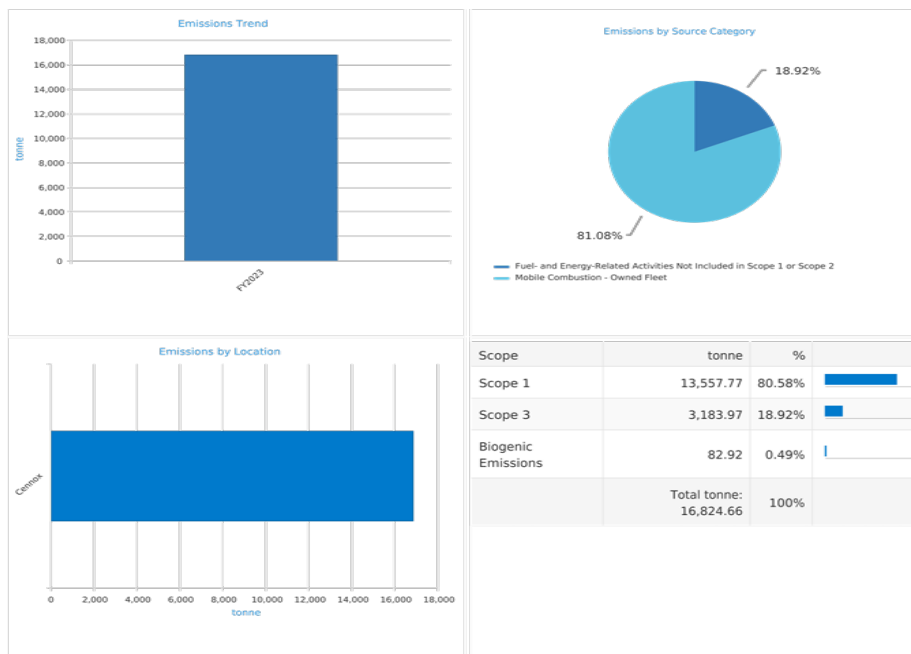 Emissions Trend
18,000
16,000
14,000
12,000
10,000
8,000
6,000
4,000
2,000
0
tonne
FY2023
Emissions by Source Category
18.92%
81.08%
Fuel- and Energy-Related Activities Not Included in Scope 1 or Scope 2
Mobile Combustion - Owned Fleet
Emissions by Location
Cennox
0 2,000 4,000 6,000 8,000 10,000 12,000 14,000 16,000 18,000
tonne
Scope tonne %
Scope 1 13,557.77 80.58%
Scope 3 3,183.97 18.92%
Biogenic
Emissions 82.92 0.49%
Total tonne:
16,824.66 100%